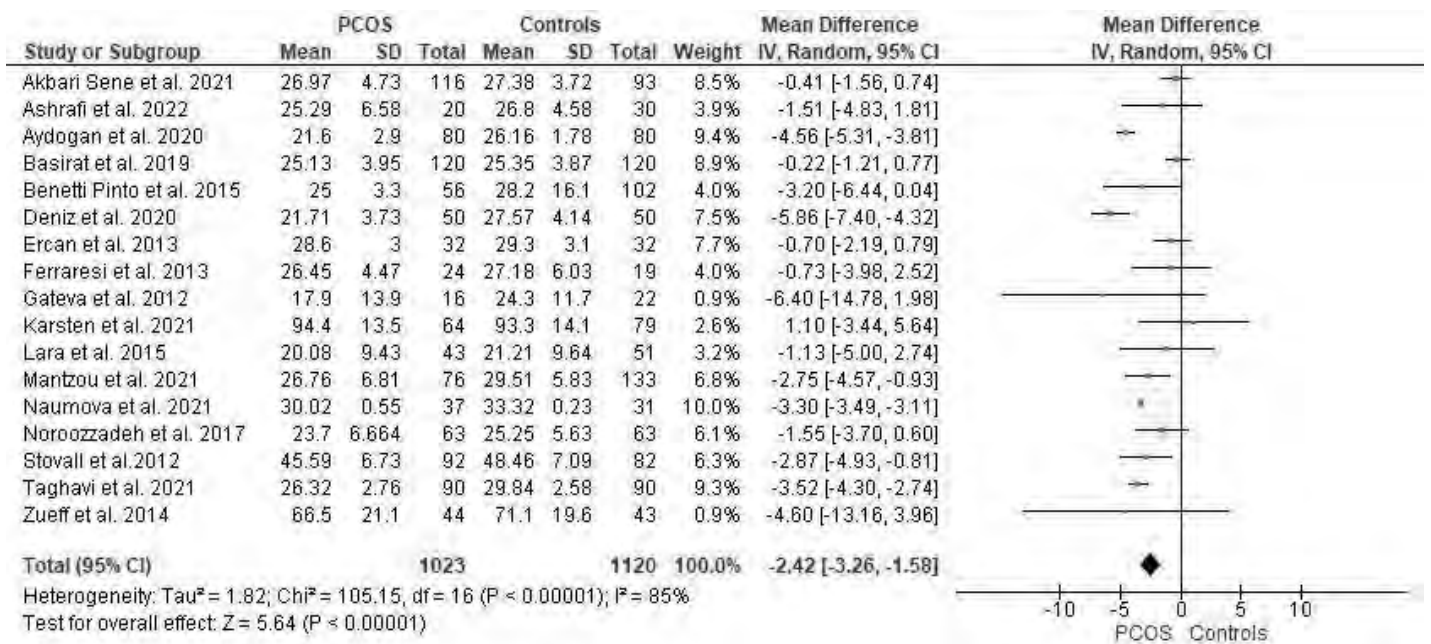 PCOS Controls Mean Difference Mean Difference
Study or Subgroup Mean SD Total Mean SD Total Weight IV, Random, 95% CI IV, Random, 95% CI
Akbari Sene et al. 2021 26.97 4.73 116 27.38 3.72 93 8.5% -0.41 [-1.56, 0.74]
Ashrafi et al. 2022 25.29 6.58 20 26.8 4.58 30 3.9% -1.51 [-4.83, 1.81]
Aydogan et al. 2020 21.6 2.9 80 26.16 1.78 80 9.4% -4.56 [-5.31, -3.81]
Basirat et al. 2019 25.13 3.95 120 25.35 3.87 120 8.9% -0.22 [-1.21, 0.77]
Benetti Pinto et al. 2015 25 3.3 56 28.2 16.1 102 4.0% -3.20 [-6.44, 0.04]
Deniz et al. 2020 21.71 3.73 50 27.57 4.14 50 7.5% -5.86 [-7.40, -4.32]
Ercan et al. 2013 28.6 3 32 29.3 3.1 32 7.7% -0.70 [-2.19, 0.79]
Ferraresi et al. 2013 26.45 4.47 24 27.18 6.03 19 4.0% -0.73 [-3.98, 2.52]
Gateva et al. 2012 17.9 13.9 16 24.3 11.7 22 0.9% -6.40 [-14.78, 1.98]
Karsten et al. 2021 94.4 13.5 64 93.3 14.1 79 2.6% 1.10 [-3.44, 5.64]
Lara et al. 2015 20.08 9.43 43 21.21 9.64 51 3.2% -1.13 [-5.00, 2.74]
Mantzou et al. 2021 26.76 6.81 76 29.51 5.83 133 6.8% -2.75 [-4.57, -0.93]
Naumova et al. 2021 30.02 0.55 37 33.32 0.23 31 10.0% -3.30 [-3.49, -3.11]
Noroozzadeh et al. 2017 23.7 6.664 63 25.25 5.63 63 6.1% -1.55 [-3.70, 0.60]
Stovall et al.2012 45.59 6.73 92 48.46 7.09 82 6.3% -2.87 [-4.93, -0.81]
Taghavi et al. 2021 26.32 2.76 90 29.84 2.58 90 9.3% -3.52 [-4.30, -2.74]
Zueff et al. 2014 66.5 21.1 44 71.1 19.6 43 0.9% -4.60 [-13.16, 3.96]
Total (95% CI) 1023 1120 100.0% -2.42 [-3.26, -1.58]
Heterogeneity: Tau² = 1.82; Chi² = 105.15, df = 16 (P < 0.00001); I² = 85%
Test for overall effect: Z = 5.64 (P < 0.00001)
-10 -5 0 5 10
PCOS Controls